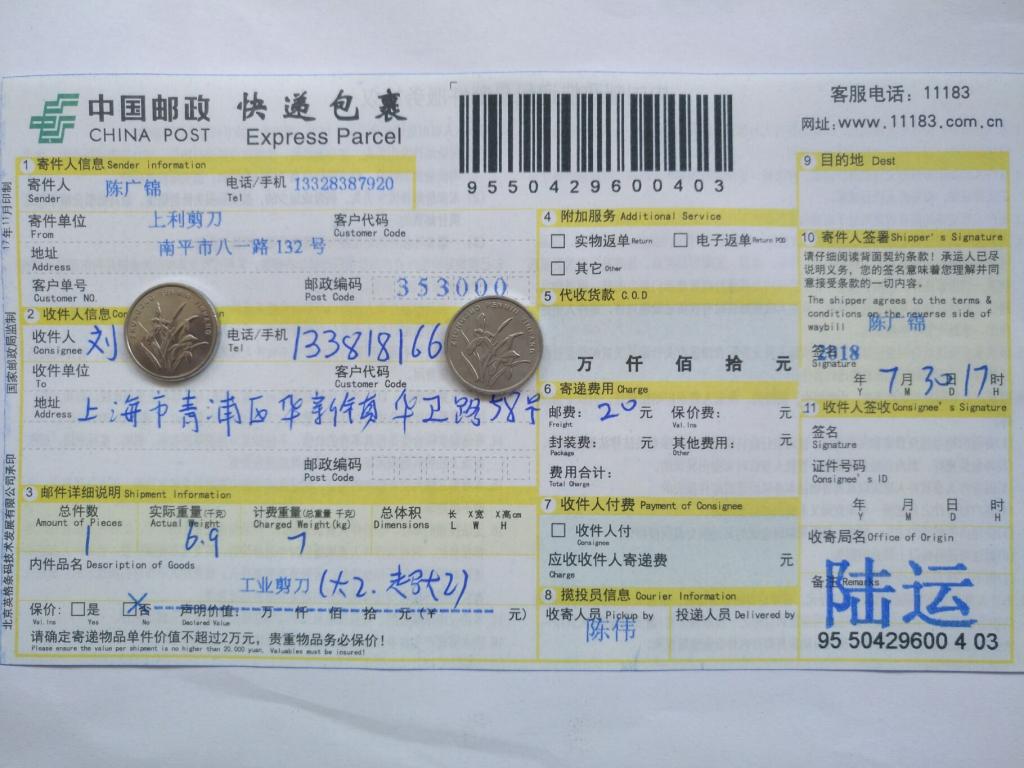 中国邮政 快递包裹
CHINA POST Express Parcel
9550429600403
客服电话：11183
网址：www.11183.com.cn
17年11月印制
国家邮政局监制
北京英格条码技术发展有限公司承印
1 寄件人信息 Sender information
寄件人 陈广锦 电话/手机 13328387920
Sender Tel
寄件单位 上利剪刀 客户代码
From Customer Code
地址 南平市八一路 132 号
Address
客户单号 邮政编码 353000
Customer NO. Post Code
2 收件人信息
收件人 刘 电话/手机 133818166
Consignee Tel
收件单位 客户代码
To Customer Code
地址 上海市青浦区华新镇华卫路58号
Address
邮政编码
Post Code
3 邮件详细说明 Shipment Information
总件数 实际重量(千克) 计费重量(总重量 千克) 总体积 长 X宽 X高cm
Amount of Pieces Actual Weight Charged Weight(kg) Dimensions L W H
1 6.9 7
内件品名 Description of Goods
工业剪刀
保价： 是 否 声明价值： 万 仟 佰 拾 元(￥ 元)
Val.Ins Yes No Declared Value
请确定寄递物品单件价值不超过2万元，贵重物品务必保价！
Please ensure the value per shipment is no higher than 20,000 yuan. Valuables must be insured!
4 附加服务 Additional Service
实物返单 Return 电子返单 Return POD
其它 Other
5 代收货款 C.O.D
万 仟 佰 拾 元
6 寄递费用 Charge
邮费： 20 元 保价费： 元
Freight Val.Ins
封装费： 元 其他费用： 元
Package Other
费用合计： 元
Total Charge
7 收件人付费 Payment of Consignee
收件人付
Consignee
应收收件人寄递费 元
Charge
8 揽投员信息 Courier Information
收寄人员 Pickup by 投递人员 Delivered by
陈伟
9 目的地 Dest
10 寄件人签署 Shipper's Signature
请仔细阅读背面契约条款！承运人已尽
说明义务，您的签名意味着您理解并同
意接受条款的一切内容。
The shipper agrees to the terms &
conditions on the reverse side of
waybill 陈广锦
签名 2018
Signature
年 7 月 30 日 17 时
Y M D H
11 收件人签收 Consignee's Signature
签名
Signature
证件号码
Consignee's ID
年 月 日 时
Y M D H
收寄局名 Office of Origin
备注 Remarks
陆运
95 50429600 4 03